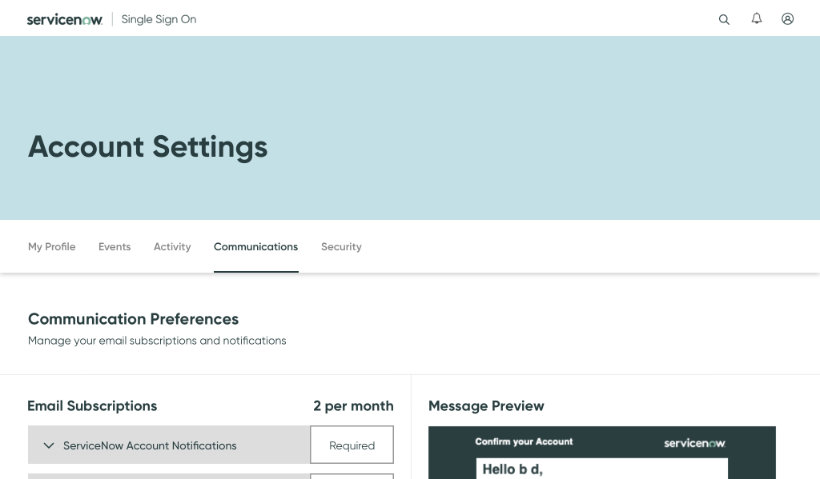 servicenow. Single Sign On
Account Settings
My Profile Events Activity Communications Security
Communication Preferences
Manage your email subscriptions and notifications
Email Subscriptions 2 per month
ServiceNow Account Notifications Required
Message Preview
Confirm your Account servicenow.
Hello b d,